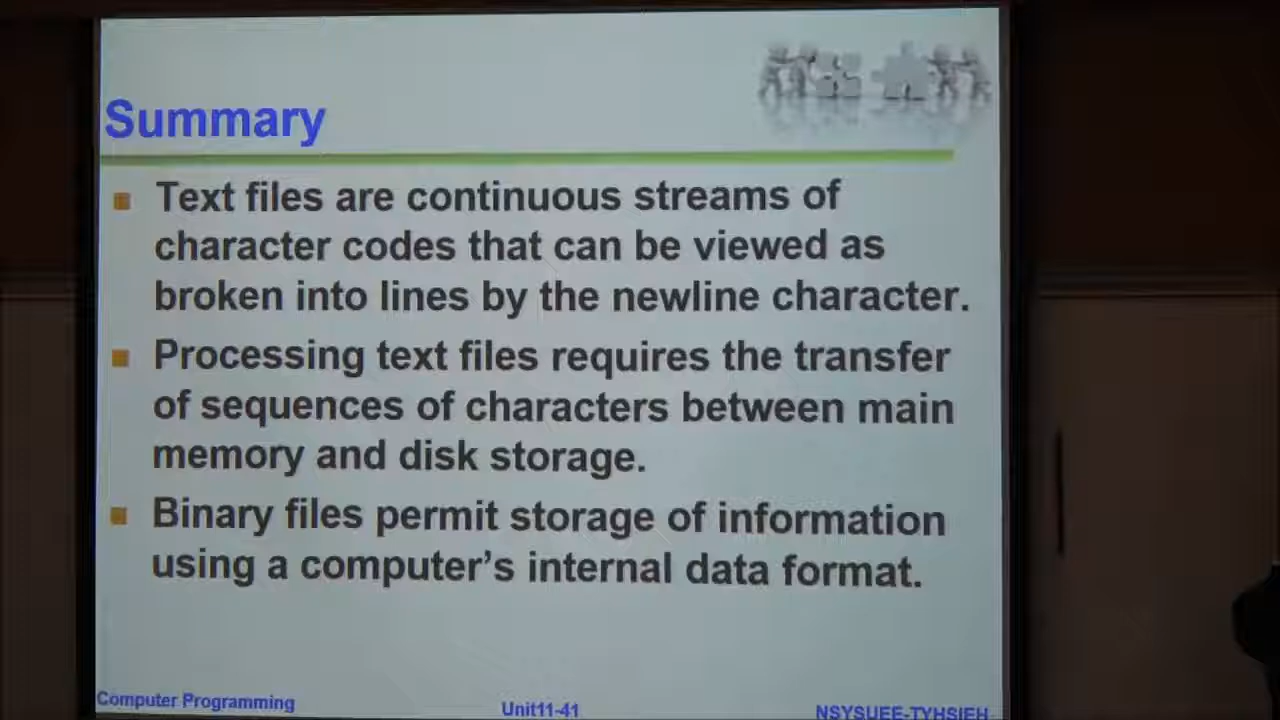 Summary
Text files are continuous streams of
character codes that can be viewed as
broken into lines by the newline character.
Processing text files requires the transfer
of sequences of characters between main
memory and disk storage.
Binary files permit storage of information
using a computer’s internal data format.
Computer Programming
Unit11-41
NSYSUEE-TYHSIEH